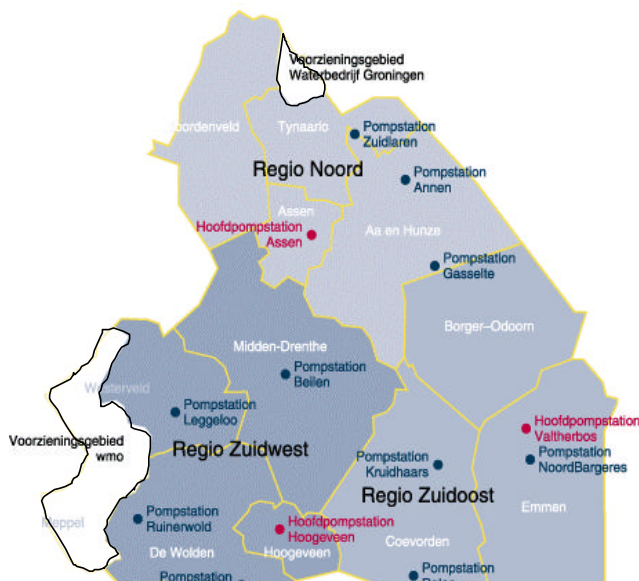 Voorzieningsgebied
Waterbedrijf Groningen
Tynaarlo
Pompstation
Zuidlaren
Regio Noord
Pompstation
Annen
Assen
Hoofdpompstation
Assen
Aa en Hunze
Pompstation
Gasselte
Borger-Odoorn
Midden-Drenthe
Pompstation
Beilen
Westerveld
Pompstation
Leggeloo
Hoofdpompstation
Valtherbos
Voorzieningsgebied
wmo
Regio Zuidwest
Pompstation
Kruidhaars
Pompstation
NoordBargeres
Regio Zuidoost
Emmen
Meppel
Pompstation
Ruinerwold
Hoofdpompstation
Hoogeveen
De Wolden
Hoogeveen
Coevorden
Pompstation
Pompstation